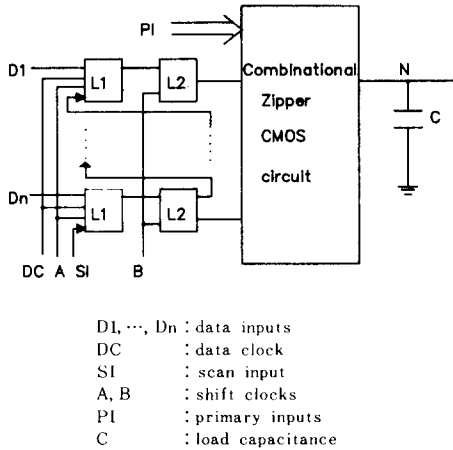 PI
D1
L1
L2
Combinational
Zipper
CMOS
circuit
N
C
Dn
L1
L2
DC A SI B
D1, ···, Dn : data inputs
DC : data clock
SI : scan input
A, B : shift clocks
PI : primary inputs
C : load capacitance